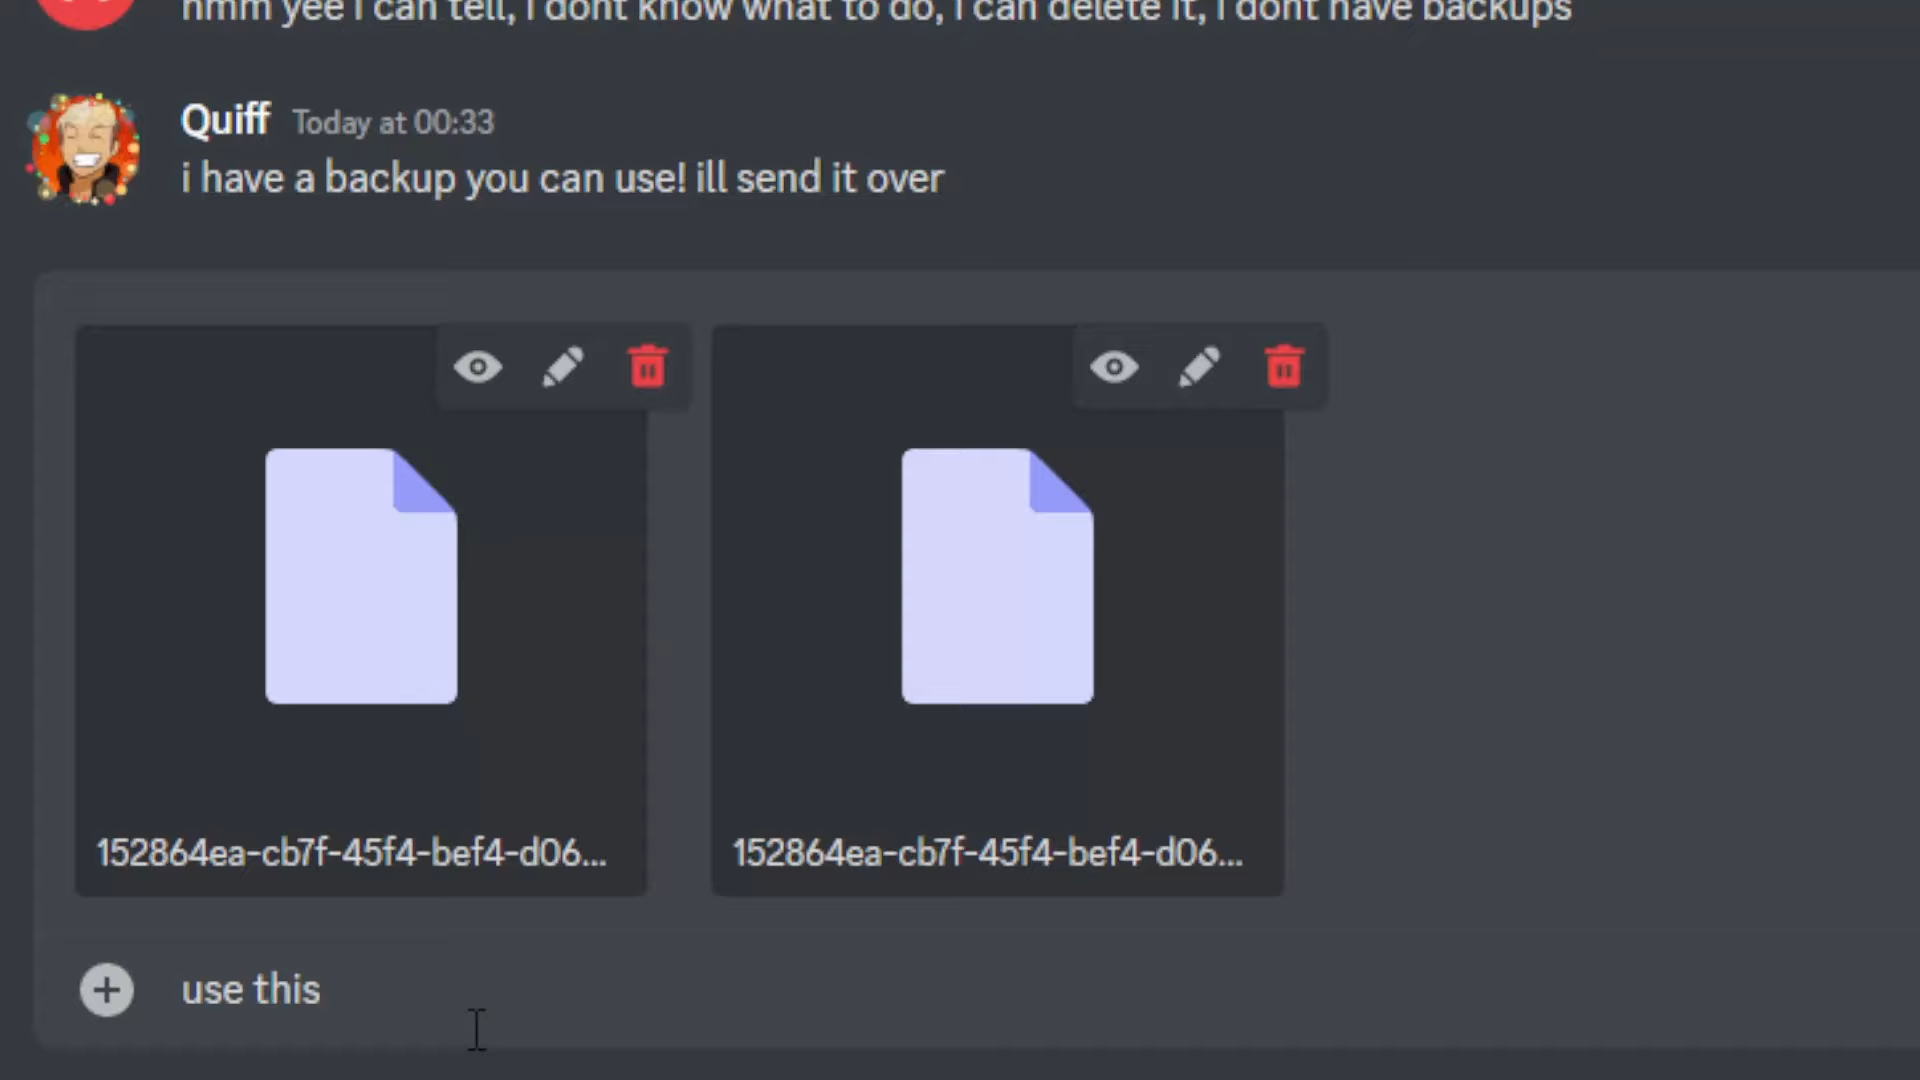 hmm yee i can tell, i dont know what to do, i can delete it, i dont have backups
Quiff Today at 00:33
i have a backup you can use! ill send it over
152864ea-cb7f-45f4-bef4-d06... 152864ea-cb7f-45f4-bef4-d06...
use this